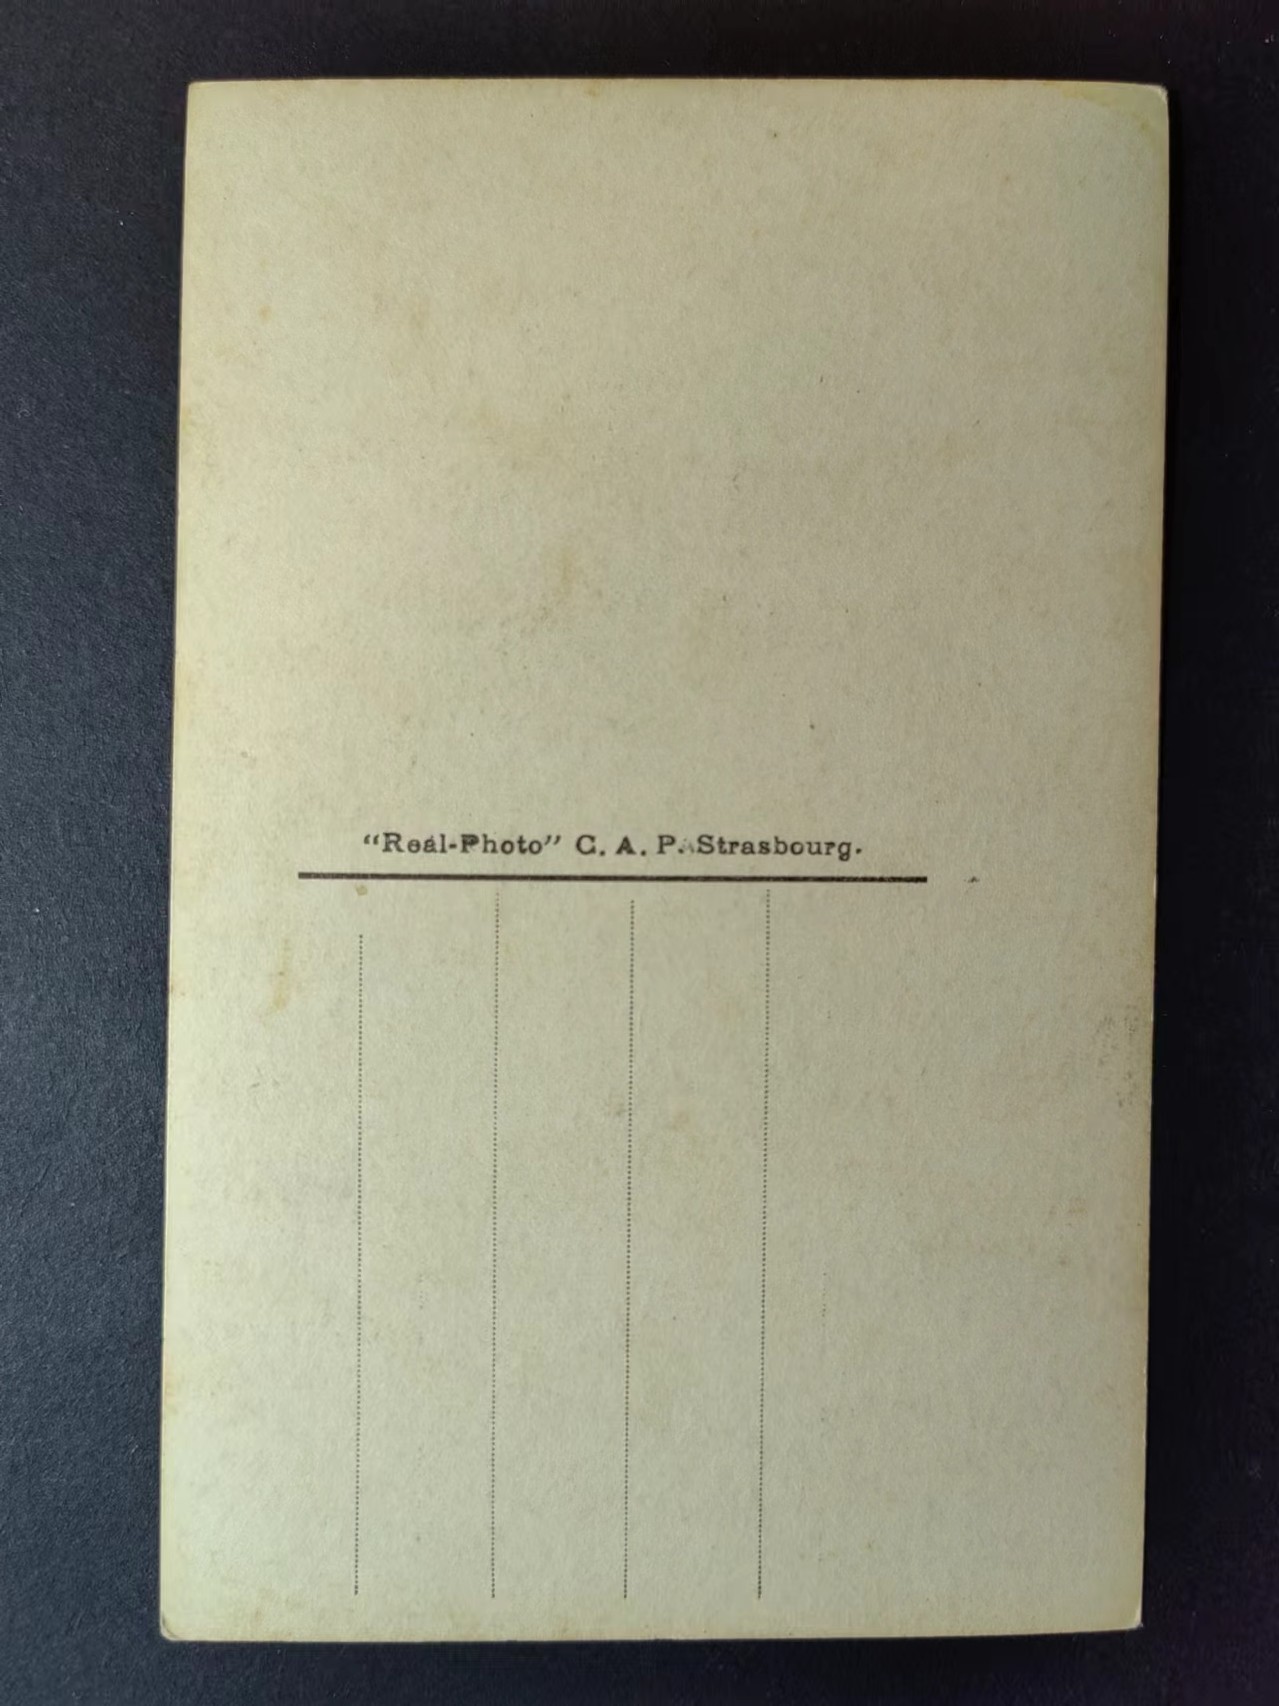 “Real-Photo” C. A. P. Strasbourg.